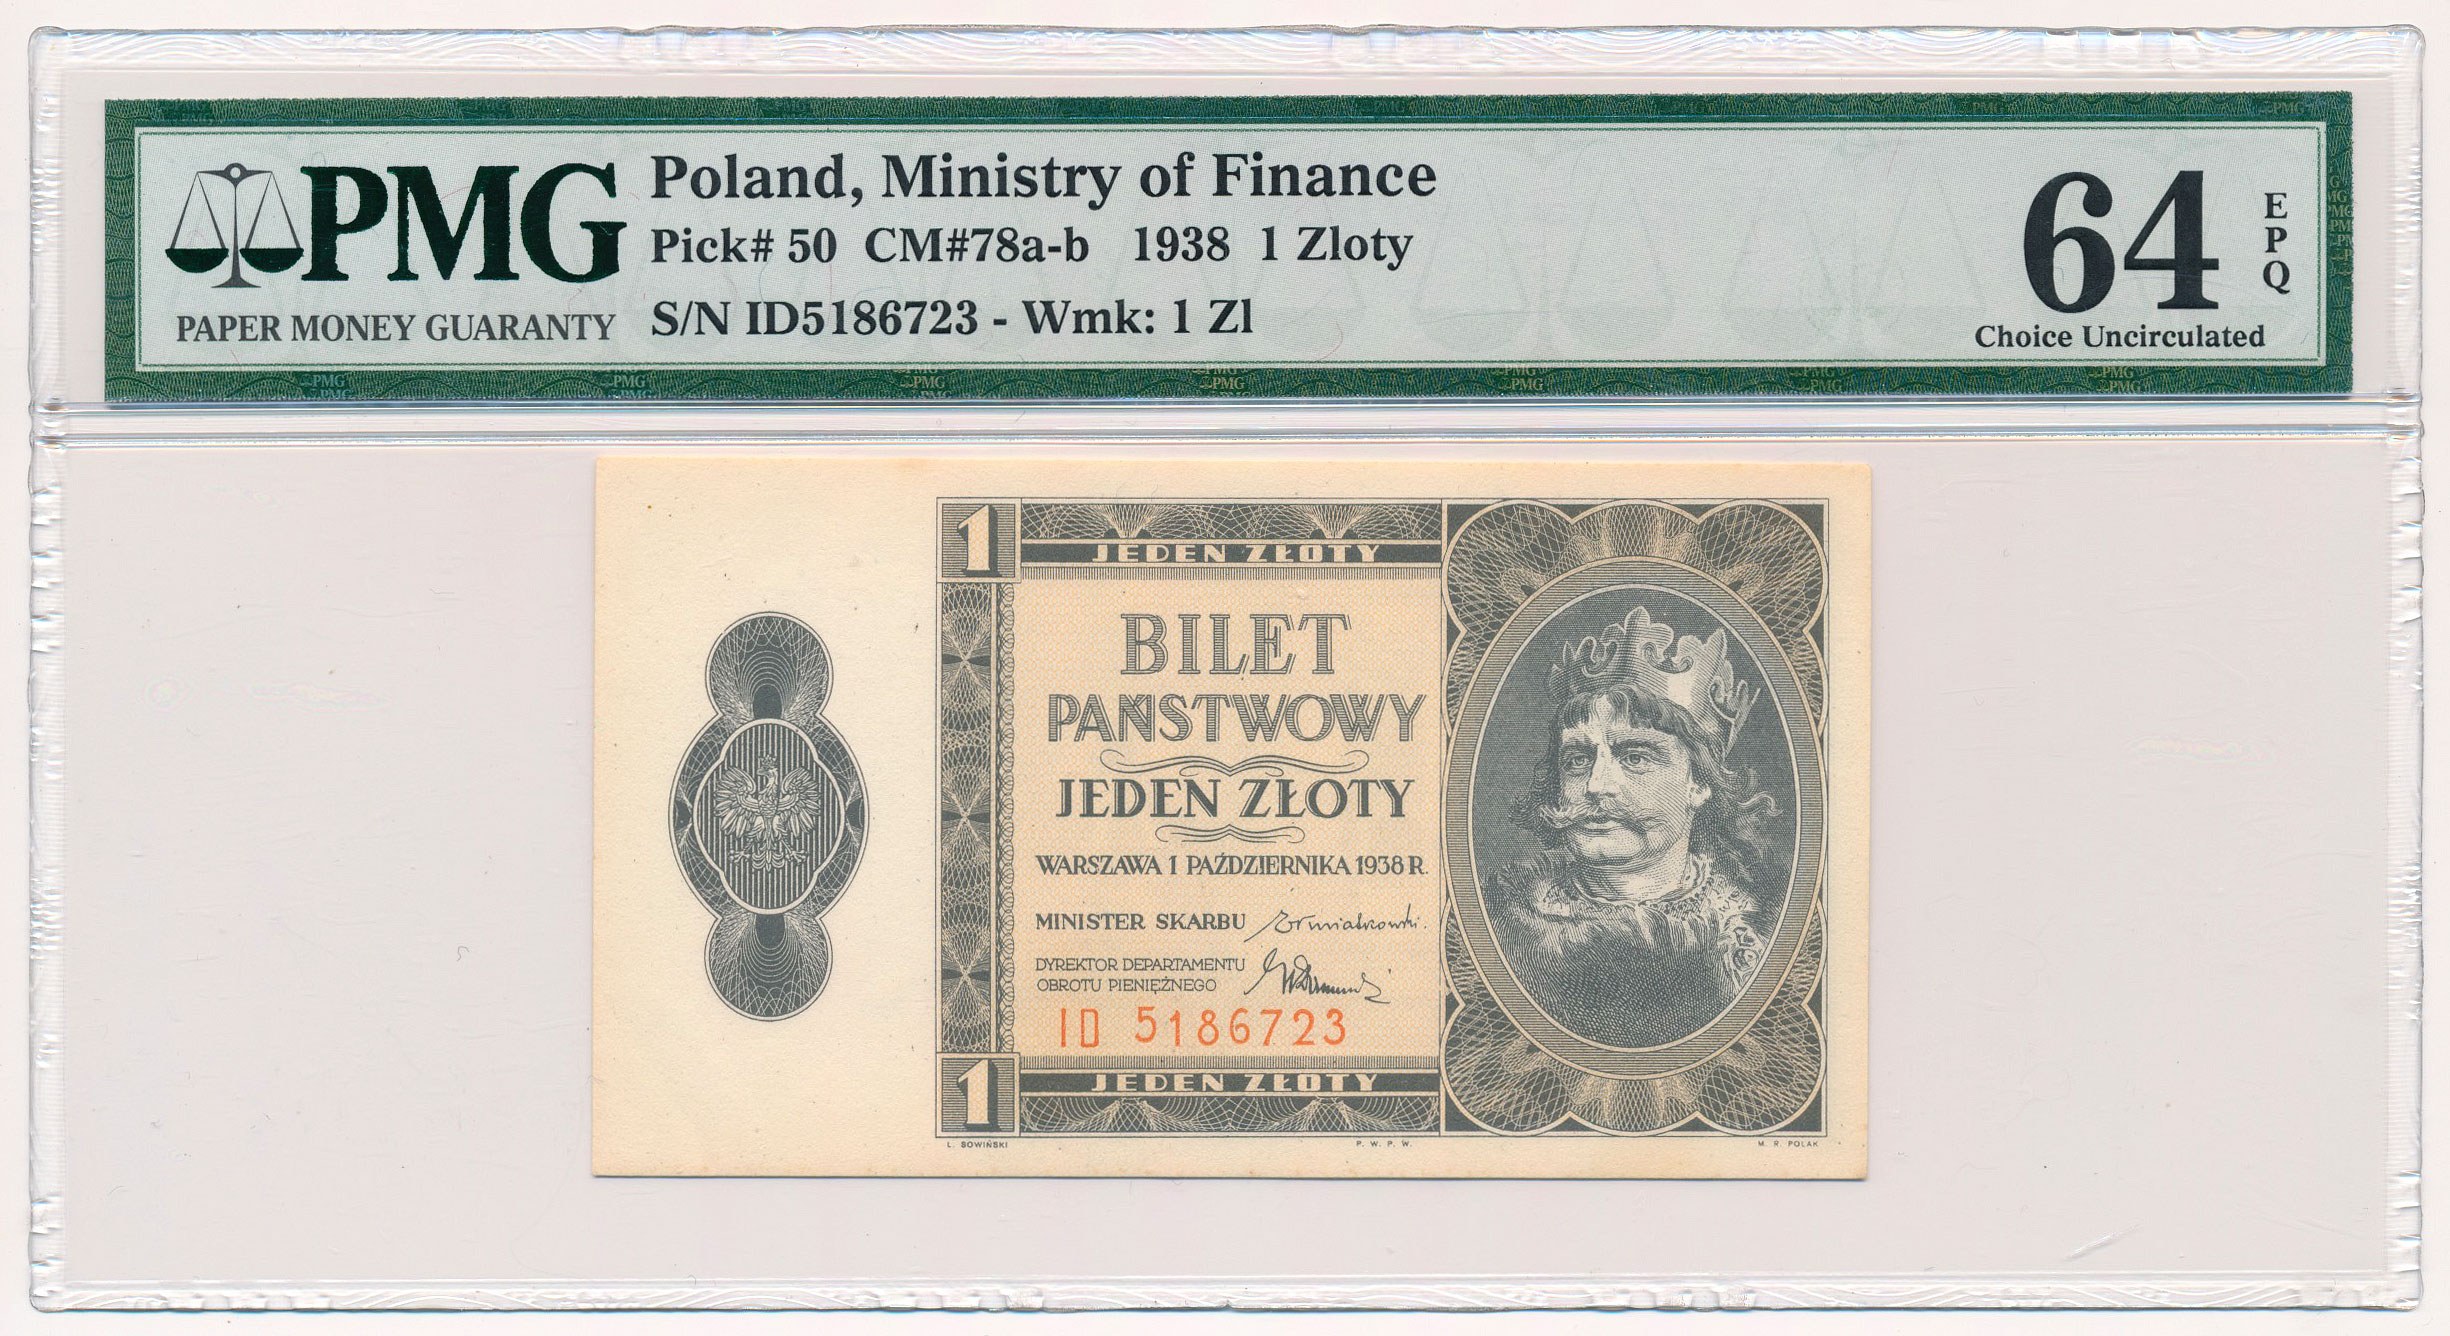 PMG
PAPER MONEY GUARANTY
Poland, Ministry of Finance
Pick# 50 CM#78a-b 1938 1 Zloty
S/N ID5186723 - Wmk: 1 Zl
64
EPQ
Choice Uncirculated
1
JEDEN ZŁOTY
BILET
PAŃSTWOWY
JEDEN ZŁOTY
WARSZAWA 1 PAŹDZIERNIKA 1938 R.
MINISTER SKARBU
DYREKTOR DEPARTAMENTU
OBROTU PIENIĘŻNEGO
ID 5186723
1
JEDEN ZŁOTY
L. SOWIŃSKI
P. W. P. W.
M. R. POLAK